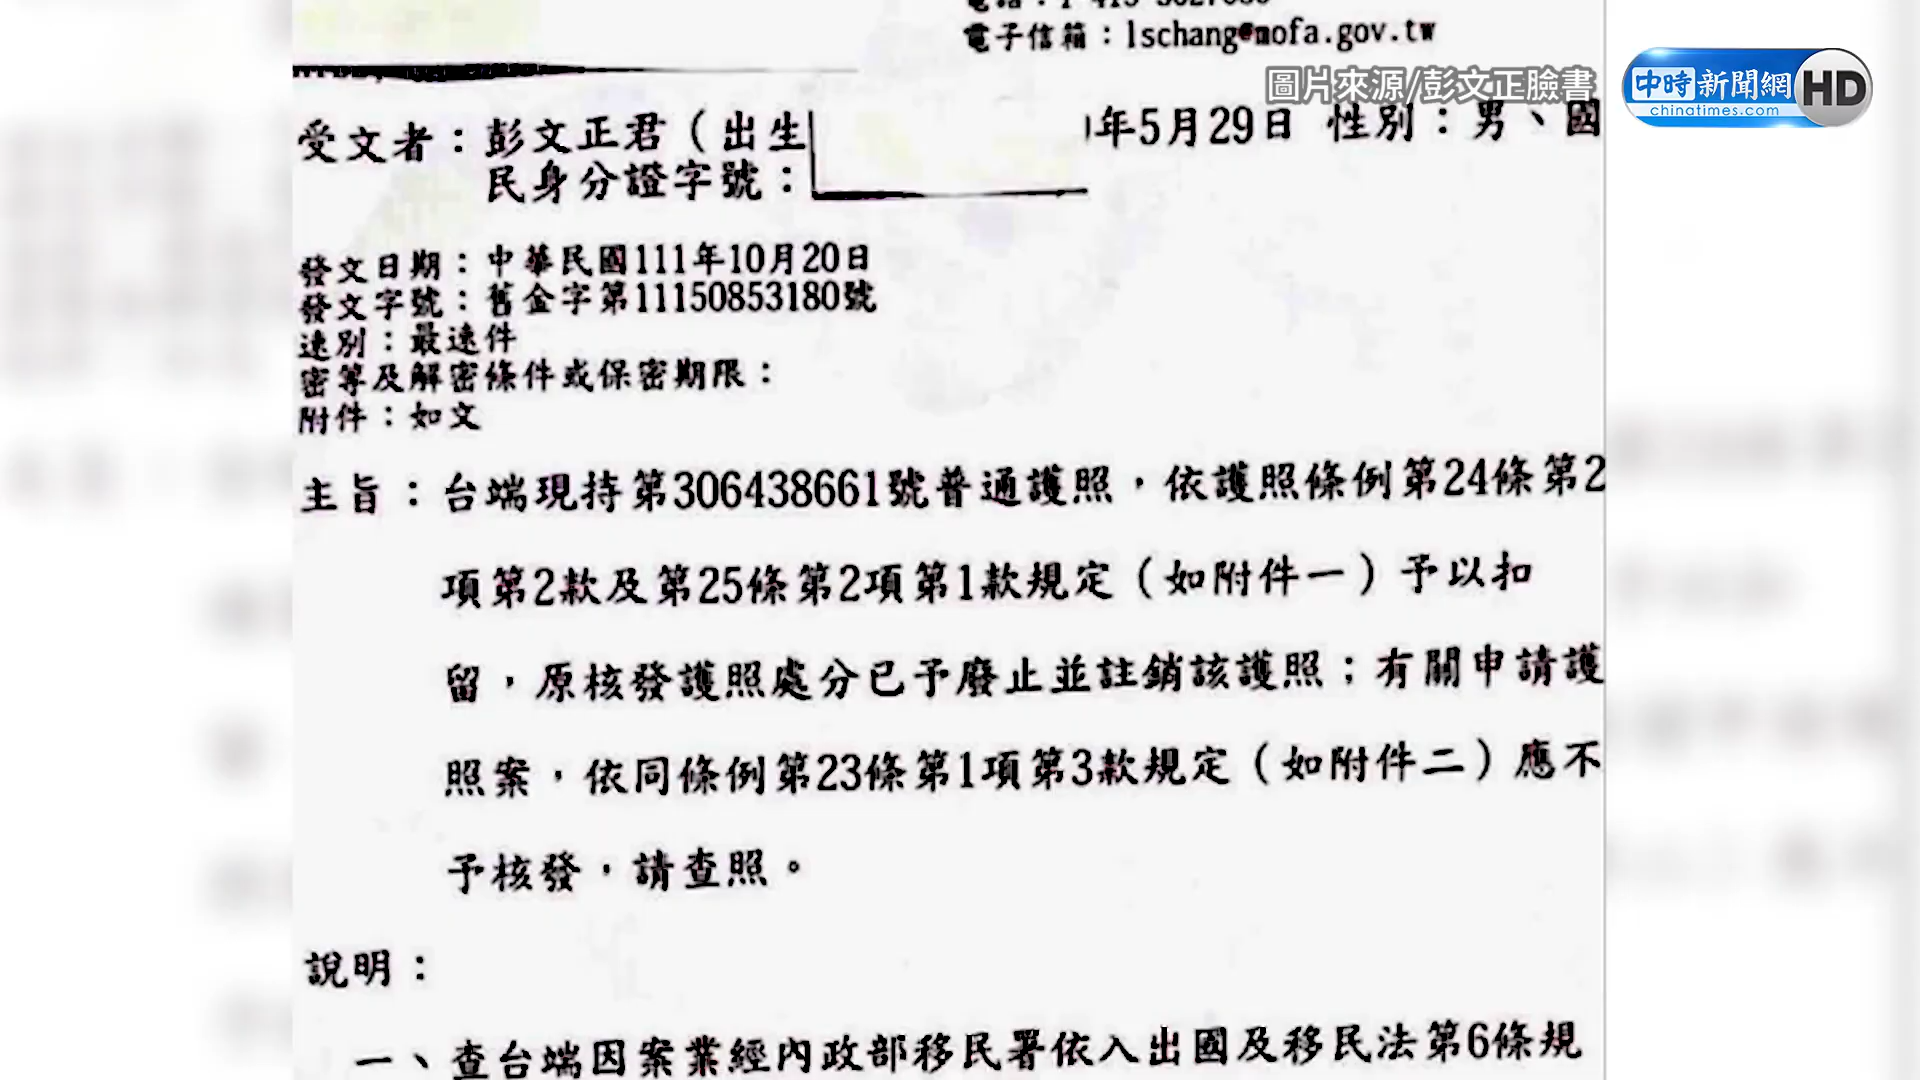 電子信箱：lschang@mofa.gov.tw
圖片來源/彭文正臉書
中時新聞網HD
chinatimes.com
受文者：彭文正君（出生
年5月29日 性別：男、國
民身分證字號：
發文日期：中華民國111年10月20日
發文字號：舊金字第11150853180號
速別：最速件
密等及解密條件或保密期限：
附件：如文
主旨：台端現持第306438661號普通護照，依護照條例第24條第2
項第2款及第25條第2項第1款規定（如附件一）予以扣
留，原核發護照處分已予廢止並註銷該護照；有關申請護
照案，依同條例第23條第1項第3款規定（如附件二）應不
予核發，請查照。
說明：
一、查台端因案業經內政部移民署依入出國及移民法第6條規